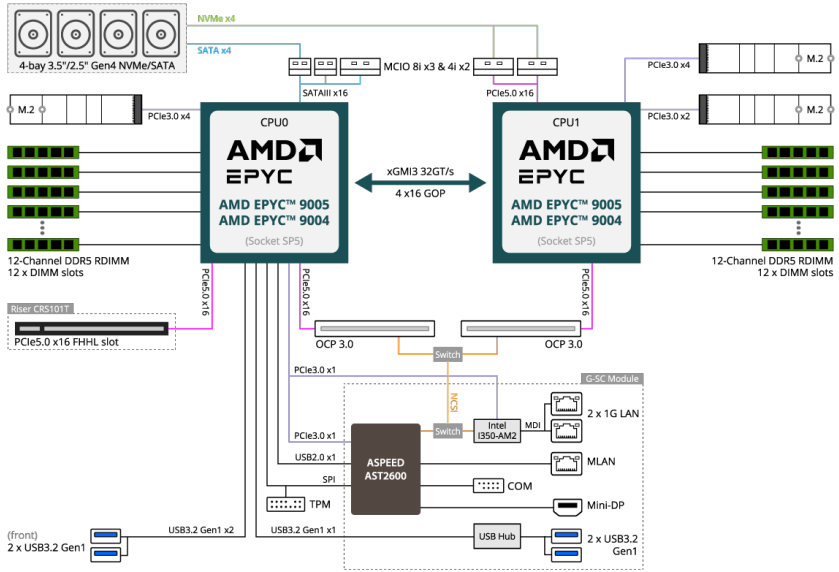 NVMe x4
SATA x4
4-bay 3.5"/2.5" Gen4 NVMe/SATA
MCIO 8i x3 & 4i x2
SATAIII x16
PCIe5.0 x16
PCIe3.0 x4
M.2
M.2
PCIe3.0 x4
PCIe3.0 x2
M.2
CPU0
AMD
EPYC
AMD EPYC™ 9005
AMD EPYC™ 9004
(Socket SP5)
xGMI3 32GT/s
4 x16 GOP
CPU1
AMD
EPYC
AMD EPYC™ 9005
AMD EPYC™ 9004
(Socket SP5)
12-Channel DDR5 RDIMM
12 x DIMM slots
12-Channel DDR5 RDIMM
12 x DIMM slots
PCIe5.0 x16
PCIe5.0 x16
PCIe5.0 x16
Riser CRS101T
PCIe5.0 x16 FHHL slot
OCP 3.0
OCP 3.0
Switch
PCIe3.0 x1
NCSI
G-SC Module
Switch
Intel
I350-AM2
MDI
2 x 1G LAN
PCIe3.0 x1
ASPEED
AST2600
USB2.0 x1
MLAN
SPI
COM
TPM
Mini-DP
(front)
2 x USB3.2 Gen1
USB3.2 Gen1 x2
USB3.2 Gen1 x1
USB Hub
2 x USB3.2
Gen1